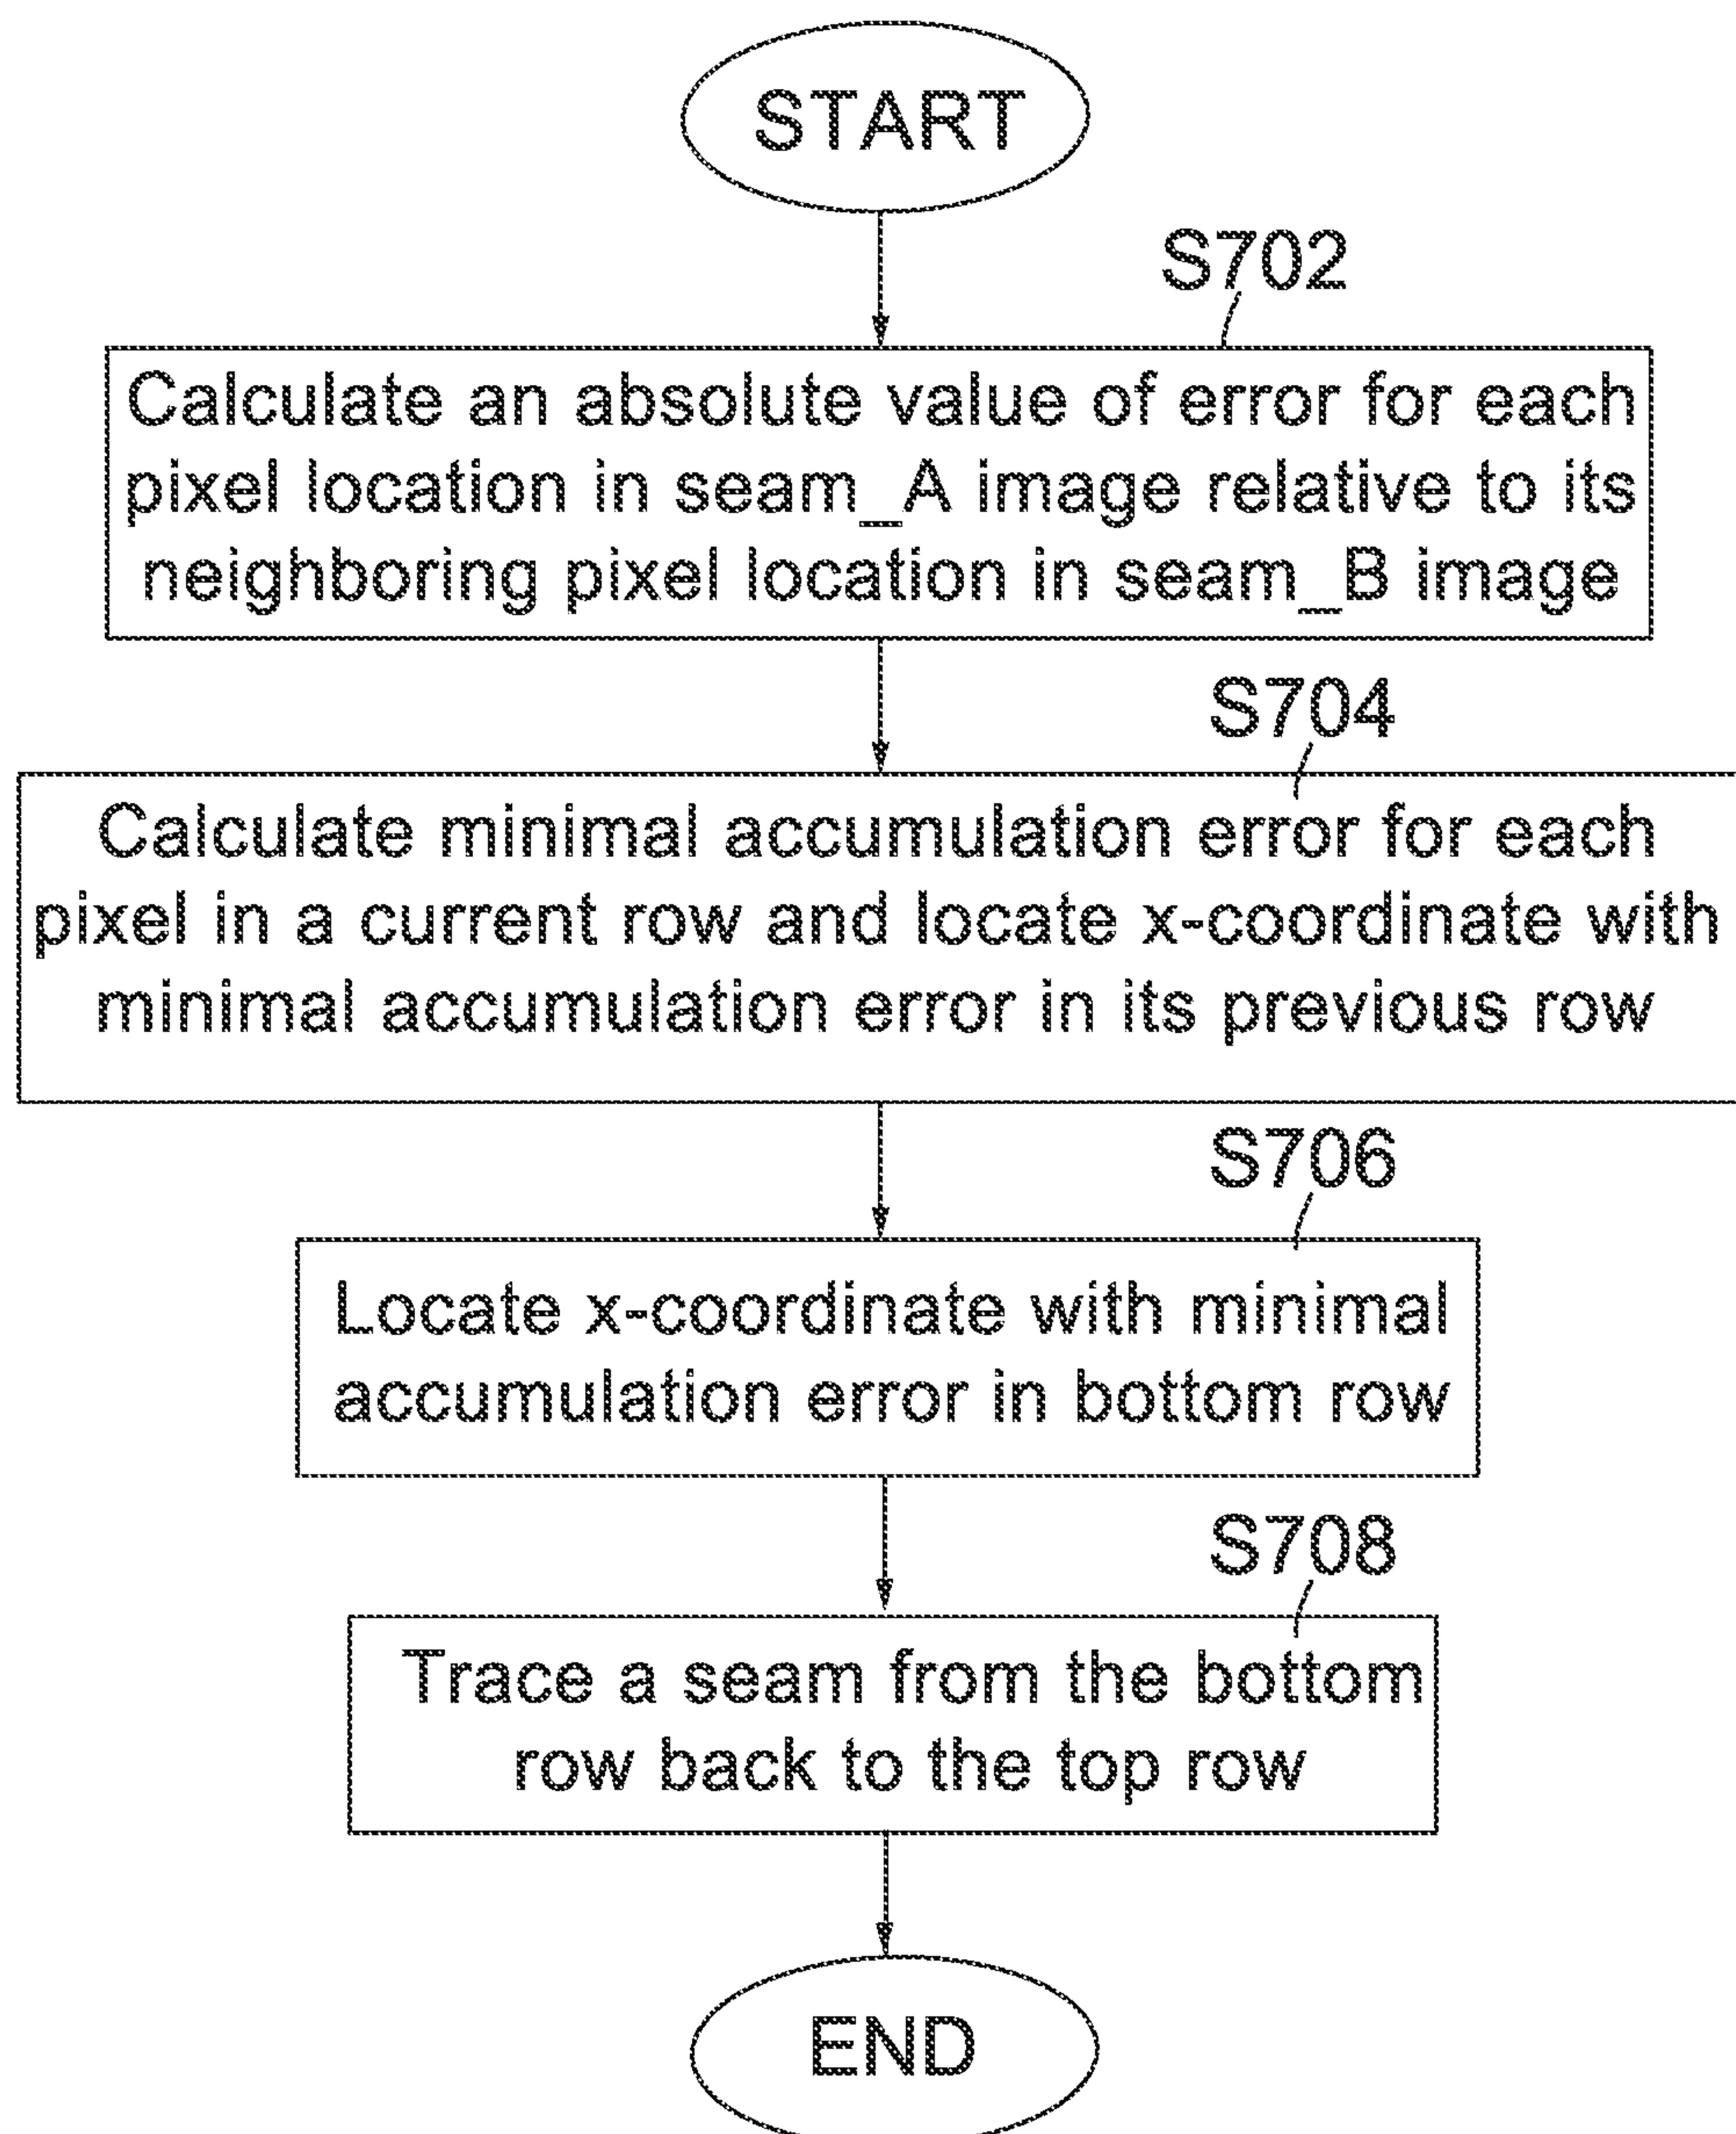 START
S702
Calculate an absolute value of error for each
pixel location in seam_A image relative to its
neighboring pixel location in seam_B image
S704
Calculate minimal accumulation error for each
pixel in a current row and locate x-coordinate with
minimal accumulation error in its previous row
S706
Locate x-coordinate with minimal
accumulation error in bottom row
S708
Trace a seam from the bottom
row back to the top row
END